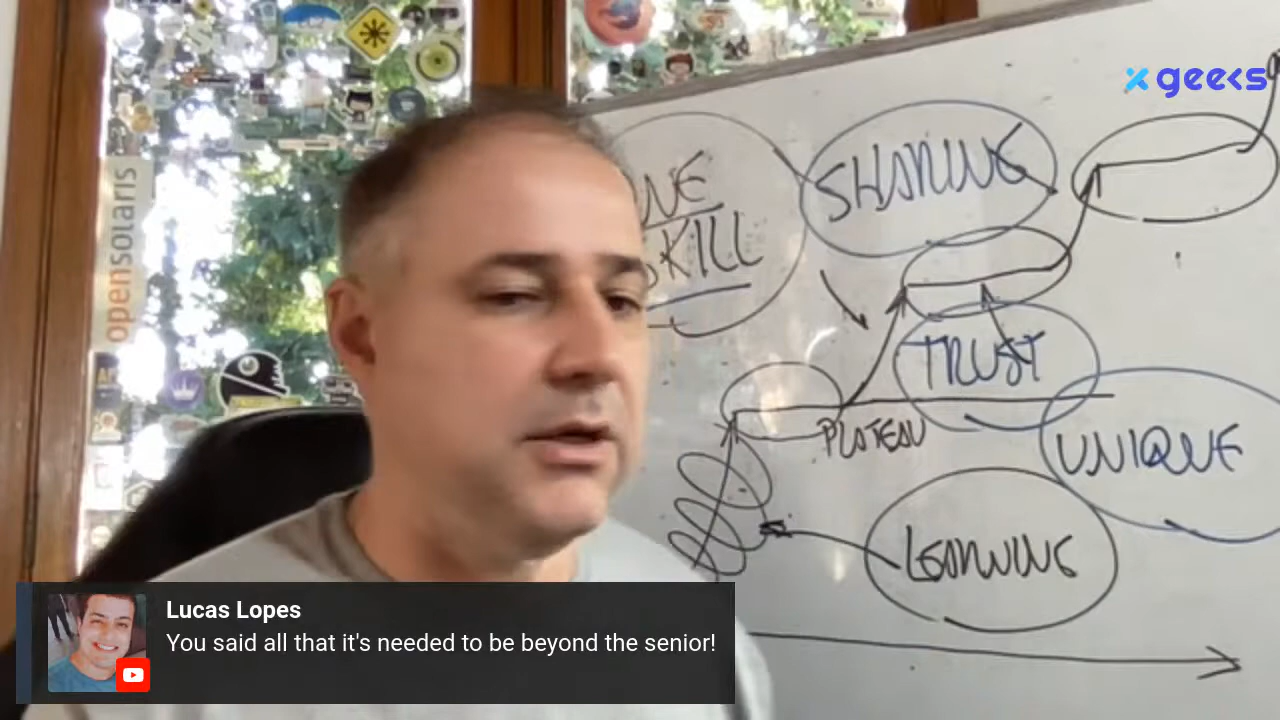 xgeeks
SHARING
SKILL
opensolaris
TRUST
PLATEAU
UNIQUE
LEARNING
Lucas Lopes
You said all that it's needed to be beyond the senior!